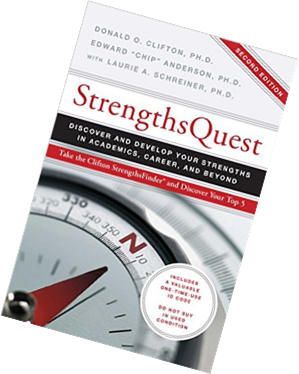 DONALD O. CLIFTON, PH.D.
EDWARD "CHIP" ANDERSON, PH.D.
WITH LAURIE A. SCHREINER, PH.D.
SECOND EDITION
StrengthsQuest
DISCOVER AND DEVELOP YOUR STRENGTHS
IN ACADEMICS, CAREER, AND BEYOND
Take the Clifton StrengthsFinder® and Discover Your Top 5
330
340
350
N
10
20
INCLUDES
A VALUABLE
ONE-TIME-USE
ID CODE
DO NOT BUY
IN USED
CONDITION